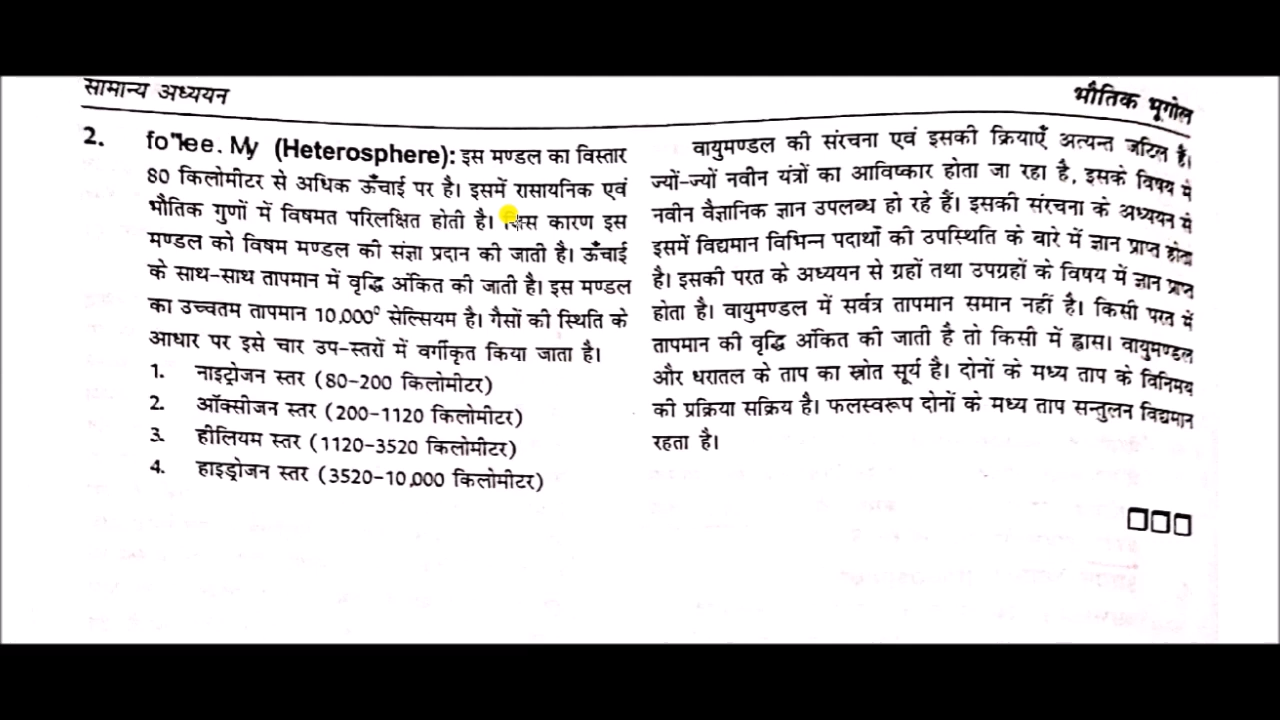 सामान्य अध्ययन
भौतिक भूगोल
2. fo"kee. My (Heterosphere): इस मण्डल का विस्तार
80 किलोमीटर से अधिक ऊँचाई पर है। इसमें रासायनिक एवं
भौतिक गुणों में विषमत परिलक्षित होती है। जिस कारण इस
मण्डल को विषम मण्डल की संज्ञा प्रदान की जाती है। ऊँचाई
के साथ-साथ तापमान में वृद्धि अंकित की जाती है। इस मण्डल
का उच्चतम तापमान 10,000° सेल्सियम है। गैसों की स्थिति के
आधार पर इसे चार उप-स्तरों में वर्गीकृत किया जाता है।
1. नाइट्रोजन स्तर (80-200 किलोमीटर)
2. ऑक्सीजन स्तर (200-1120 किलोमीटर)
3. हीलियम स्तर (1120-3520 किलोमीटर)
4. हाइड्रोजन स्तर (3520-10,000 किलोमीटर)
वायुमण्डल की संरचना एवं इसकी क्रियाएँ अत्यन्त जटिल है।
ज्यों-ज्यों नवीन यंत्रों का आविष्कार होता जा रहा है, इसके विषय में
नवीन वैज्ञानिक ज्ञान उपलब्ध हो रहे हैं। इसकी संरचना के अध्ययन से
इसमें विद्यमान विभिन्न पदार्थों की उपस्थिति के बारे में ज्ञान प्राप्त होता
है। इसकी परत के अध्ययन से ग्रहों तथा उपग्रहों के विषय में ज्ञान प्राप्त
होता है। वायुमण्डल में सर्वत्र तापमान समान नहीं है। किसी परत में
तापमान की वृद्धि अंकित की जाती है तो किसी में ह्रास। वायुमण्डल
और धरातल के ताप का स्रोत सूर्य है। दोनों के मध्य ताप के विनिमय
की प्रक्रिया सक्रिय है। फलस्वरूप दोनों के मध्य ताप सन्तुलन विद्यमान
रहता है।